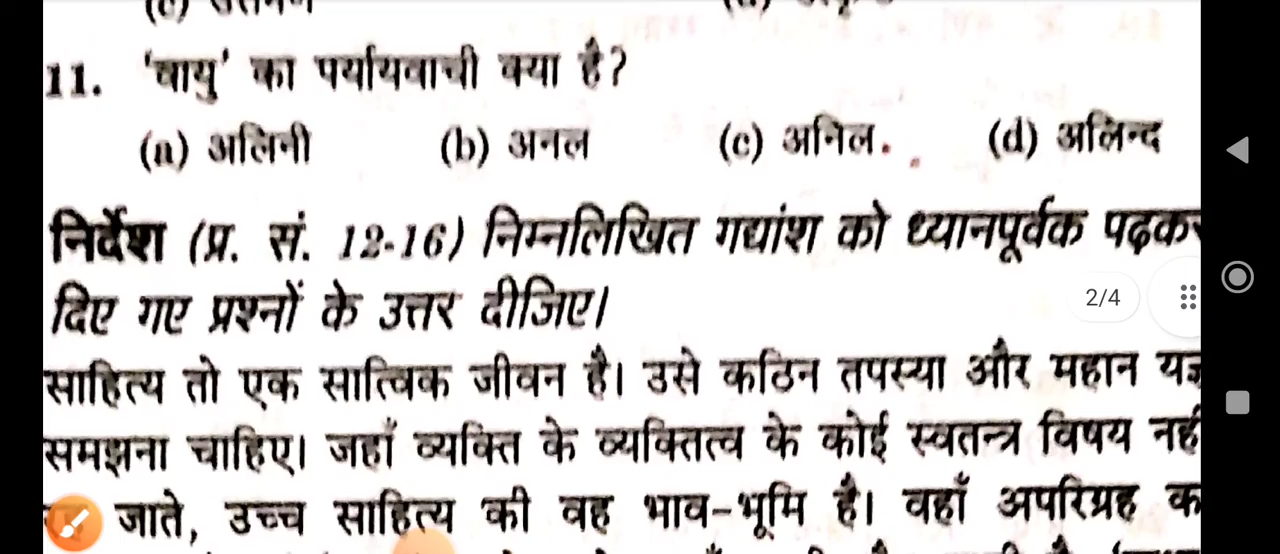 11. 'वायु' का पर्यायवाची क्या है?
(a) अलिनी (b) अनल (c) अनिल. (d) अलिन्द
निर्देश (प्र. सं. 12-16) निम्नलिखित गद्यांश को ध्यानपूर्वक पढ़कर
दिए गए प्रश्नों के उत्तर दीजिए।
2/4
साहित्य तो एक सात्त्विक जीवन है। उसे कठिन तपस्या और महान
समझना चाहिए। जहाँ व्यक्ति के व्यक्तित्व के कोई स्वतन्त्र विषय
जाते, उच्च साहित्य की वह भाव-भूमि है। वहाँ अपरिग्रह